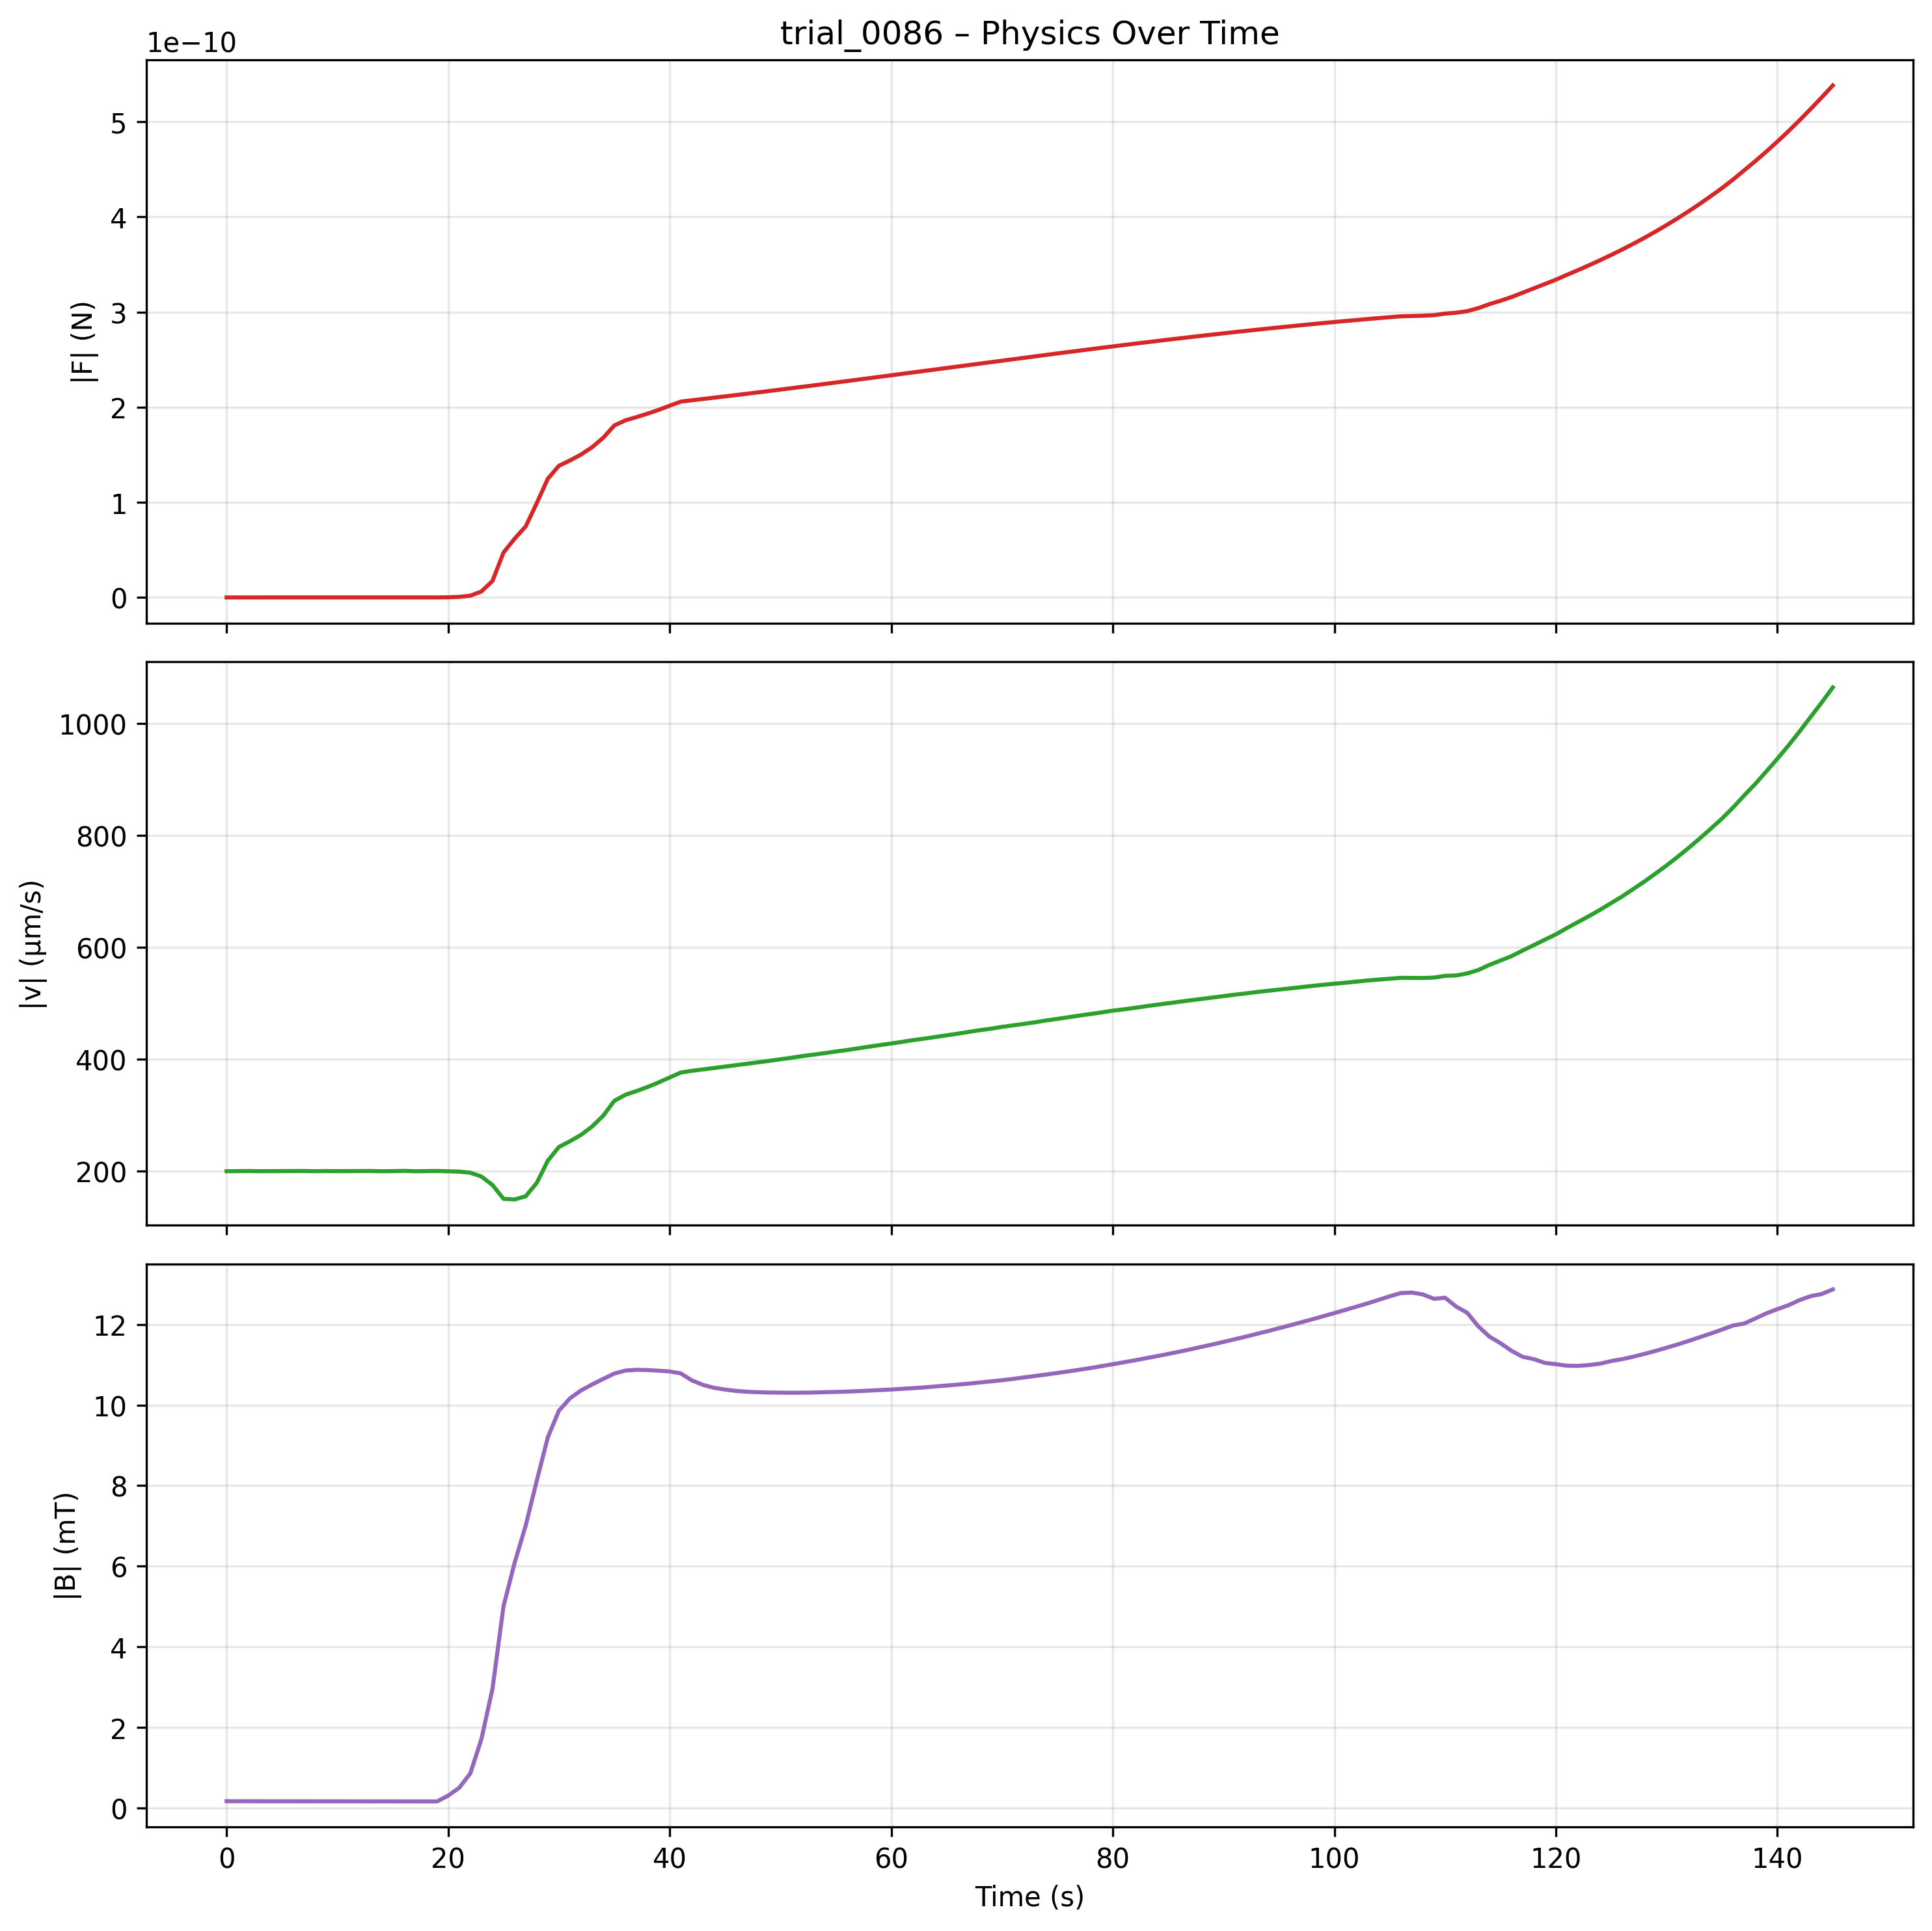 trial_0086 – Physics Over Time
1e−10
|F| (N)
5
4
3
2
1
0
|v| (µm/s)
1000
800
600
400
200
|B| (mT)
12
10
8
6
4
2
0
0 20 40 60 80 100 120 140
Time (s)